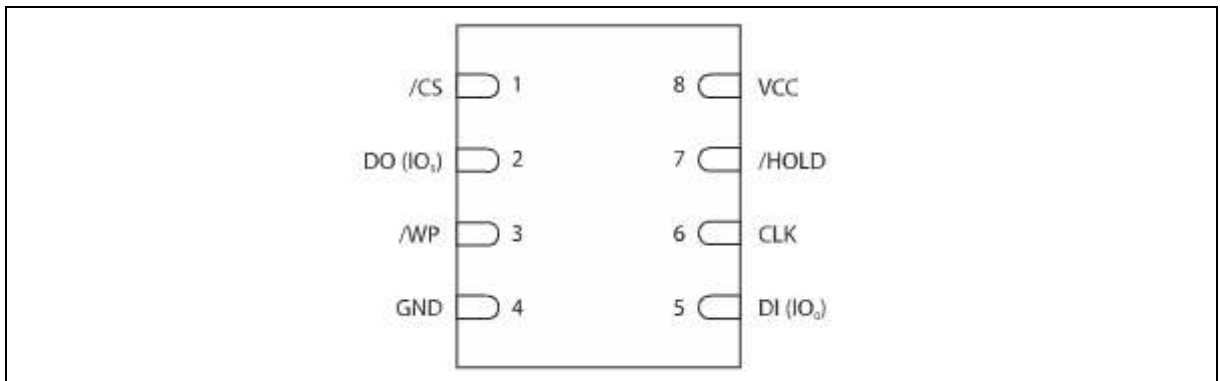 /CS 1 8 VCC
DO (IO₁) 2 7 /HOLD
/WP 3 6 CLK
GND 4 5 DI (IO₀)